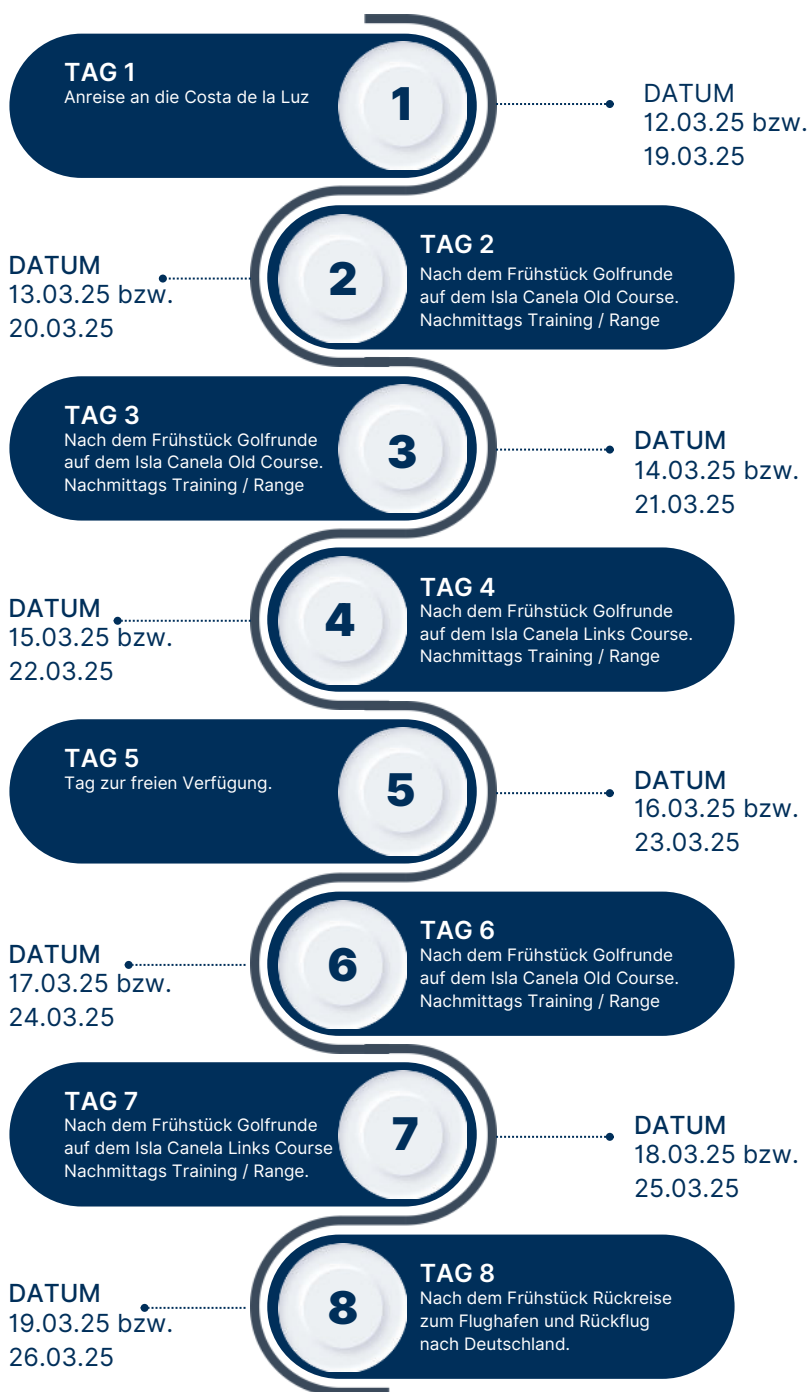 TAG 1
Anreise an die Costa de la Luz
1
DATUM
12.03.25 bzw.
19.03.25
DATUM
13.03.25 bzw.
20.03.25
2
TAG 2
Nach dem Frühstück Golfrunde
auf dem Isla Canela Old Course.
Nachmittags Training / Range
TAG 3
Nach dem Frühstück Golfrunde
auf dem Isla Canela Old Course.
Nachmittags Training / Range
3
DATUM
14.03.25 bzw.
21.03.25
DATUM
15.03.25 bzw.
22.03.25
4
TAG 4
Nach dem Frühstück Golfrunde
auf dem Isla Canela Links Course.
Nachmittags Training / Range
TAG 5
Tag zur freien Verfügung.
5
DATUM
16.03.25 bzw.
23.03.25
DATUM
17.03.25 bzw.
24.03.25
6
TAG 6
Nach dem Frühstück Golfrunde
auf dem Isla Canela Old Course.
Nachmittags Training / Range
TAG 7
Nach dem Frühstück Golfrunde
auf dem Isla Canela Links Course
Nachmittags Training / Range.
7
DATUM
18.03.25 bzw.
25.03.25
DATUM
19.03.25 bzw.
26.03.25
8
TAG 8
Nach dem Frühstück Rückreise
zum Flughafen und Rückflug
nach Deutschland.